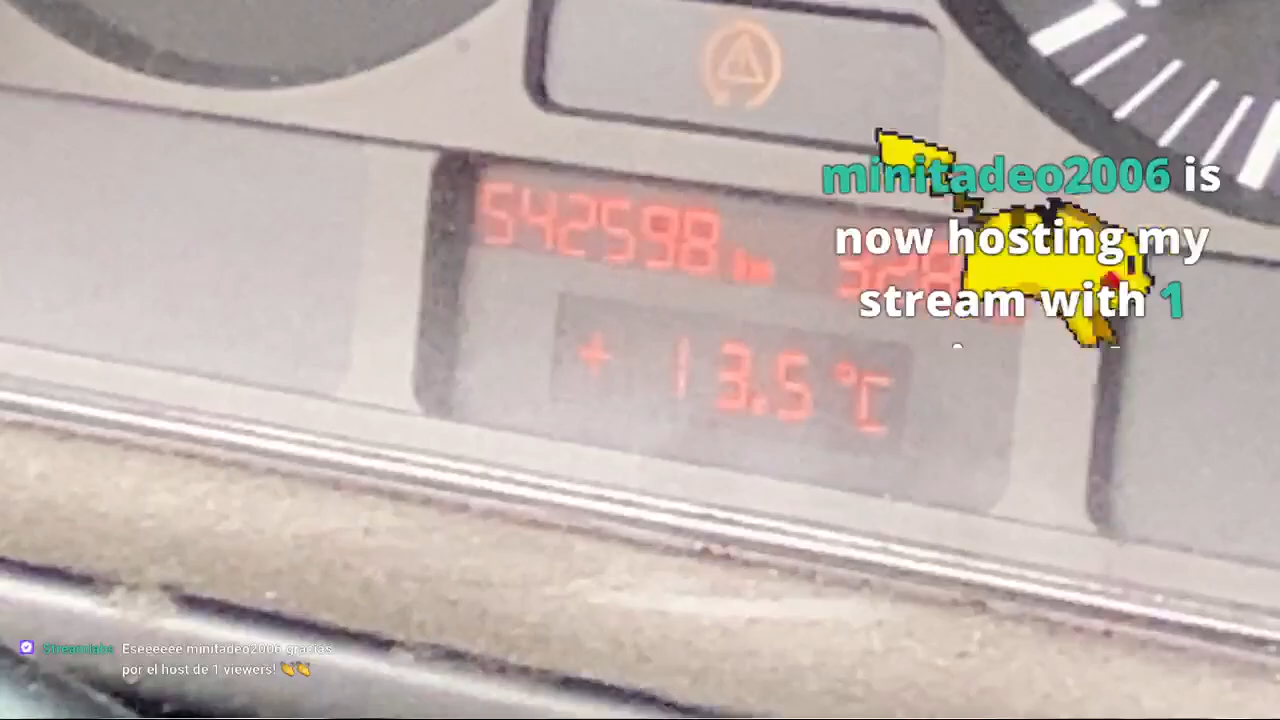 542598 km
+ 13.5 °C
minitadeo2006 is
now hosting my
stream with 1
Streamlabs Eseeeeee minitadeo2006 gracias
por el host de 1 viewers! 👏👏